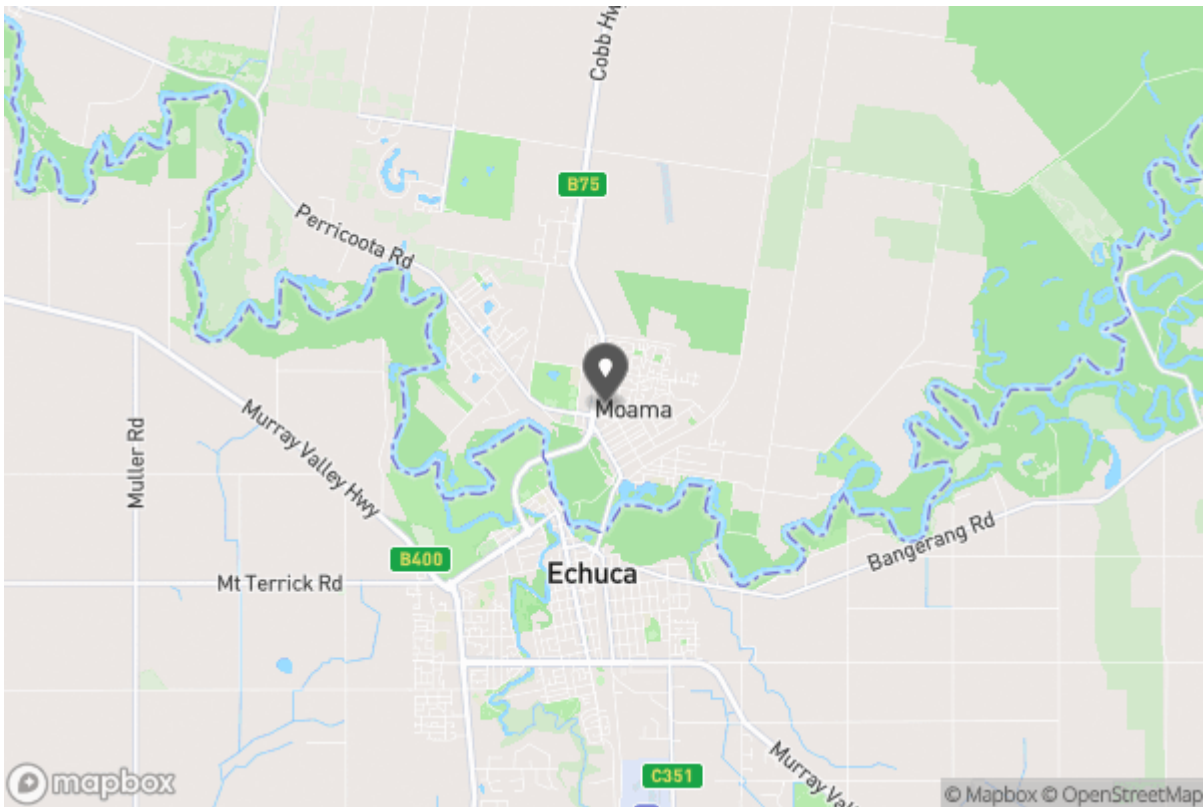 Cobb Hwy
B75
Perricoota Rd
Moama
Muller Rd
Murray Valley Hwy
Bangerang Rd
B400
Mt Terrick Rd
Echuca
Murray Val
C351
mapbox
© Mapbox © OpenStreetMap